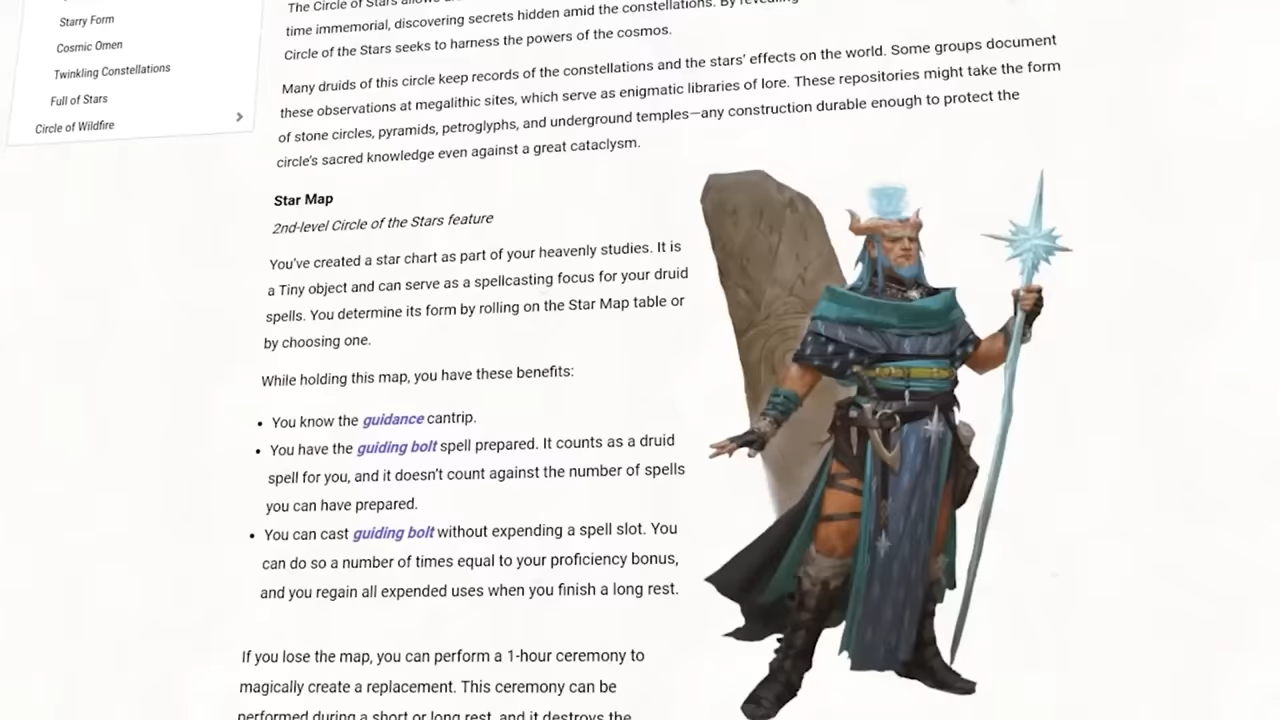 Starry Form
Cosmic Omen
Twinkling Constellations
Full of Stars
Circle of Wildfire
The Circle of Stars
time immemorial, discovering secrets hidden amid the constellations. By revealing
Circle of the Stars seeks to harness the powers of the cosmos.
Many druids of this circle keep records of the constellations and the stars' effects on the world. Some groups document
these observations at megalithic sites, which serve as enigmatic libraries of lore. These repositories might take the form
of stone circles, pyramids, petroglyphs, and underground temples—any construction durable enough to protect the
circle's sacred knowledge even against a great cataclysm.
Star Map
2nd-level Circle of the Stars feature
You've created a star chart as part of your heavenly studies. It is
a Tiny object and can serve as a spellcasting focus for your druid
spells. You determine its form by rolling on the Star Map table or
by choosing one.
While holding this map, you have these benefits:
• You know the guidance cantrip.
• You have the guiding bolt spell prepared. It counts as a druid
spell for you, and it doesn't count against the number of spells
you can have prepared.
• You can cast guiding bolt without expending a spell slot. You
can do so a number of times equal to your proficiency bonus,
and you regain all expended uses when you finish a long rest.
If you lose the map, you can perform a 1-hour ceremony to
magically create a replacement. This ceremony can be
performed during a short or long rest, and it destroys the